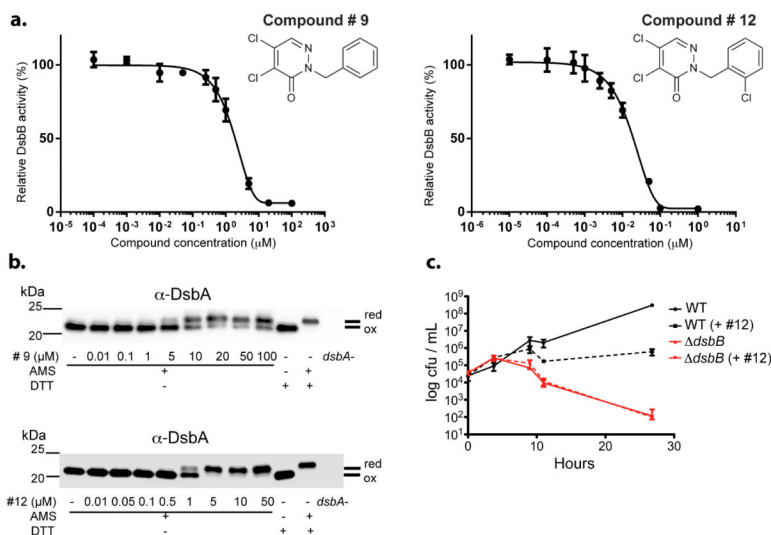 a.
Compound # 9
Cl
Cl
N
N
O
Relative DsbB activity (%)
100
50
0
10-5 10-4 10-3 10-2 10-1 100 101 102 103
Compound concentration (μM)
Compound # 12
Cl
Cl
N
N
O
Cl
Relative DsbB activity (%)
100
50
0
10-6 10-5 10-4 10-3 10-2 10-1 100 101
Compound concentration (μM)
b.
α-DsbA
kDa
25
20
red
ox
# 9 (μM) - 0.01 0.1 1 5 10 20 50 100 - - dsbA-
AMS + - +
DTT - + +
α-DsbA
kDa
25
20
red
ox
#12 (μM) - 0.01 0.05 0.1 0.5 1 5 10 50 - - dsbA-
AMS + - +
DTT - + +
c.
log cfu / mL
109
108
107
106
105
104
103
102
101
0 10 20 30
Hours
WT
WT (+ #12)
ΔdsbB
ΔdsbB (+ #12)